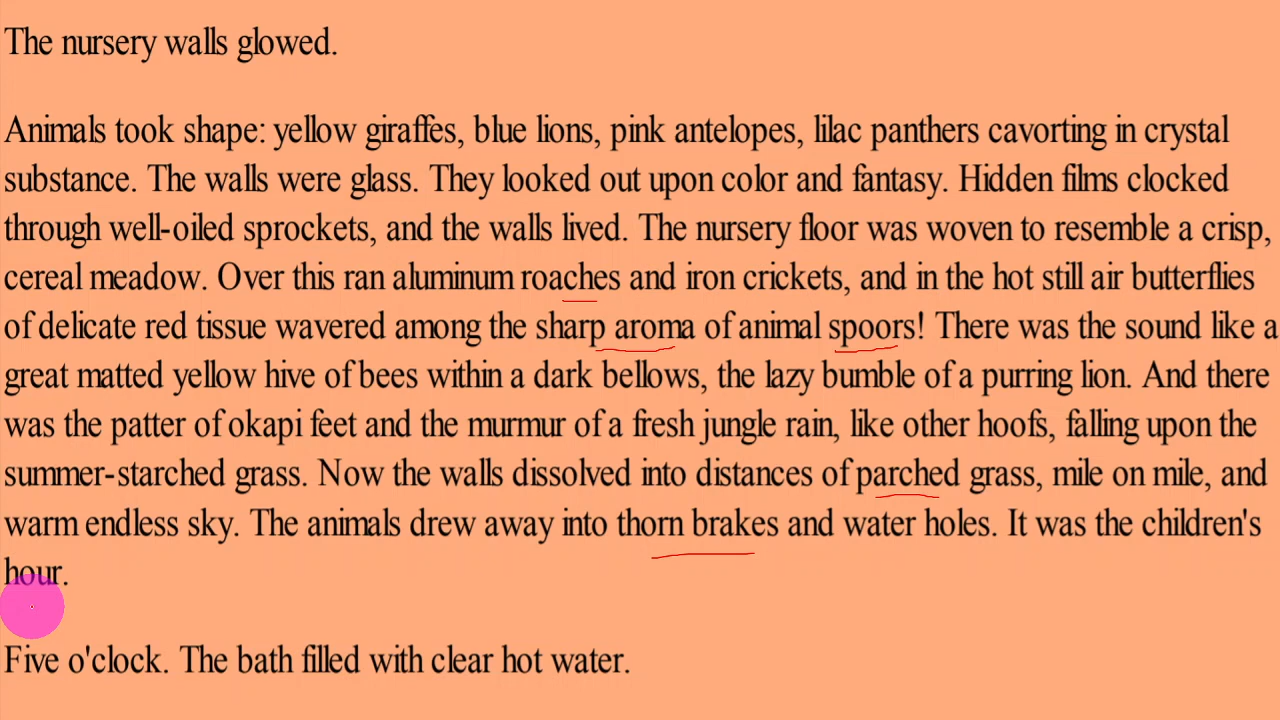 The nursery walls glowed.
Animals took shape: yellow giraffes, blue lions, pink antelopes, lilac panthers cavorting in crystal
substance. The walls were glass. They looked out upon color and fantasy. Hidden films clocked
through well-oiled sprockets, and the walls lived. The nursery floor was woven to resemble a crisp,
cereal meadow. Over this ran aluminum roaches and iron crickets, and in the hot still air butterflies
of delicate red tissue wavered among the sharp aroma of animal spoors! There was the sound like a
great matted yellow hive of bees within a dark bellows, the lazy bumble of a purring lion. And there
was the patter of okapi feet and the murmur of a fresh jungle rain, like other hoofs, falling upon the
summer-starched grass. Now the walls dissolved into distances of parched grass, mile on mile, and
warm endless sky. The animals drew away into thorn brakes and water holes. It was the children's
hour.
Five o'clock. The bath filled with clear hot water.